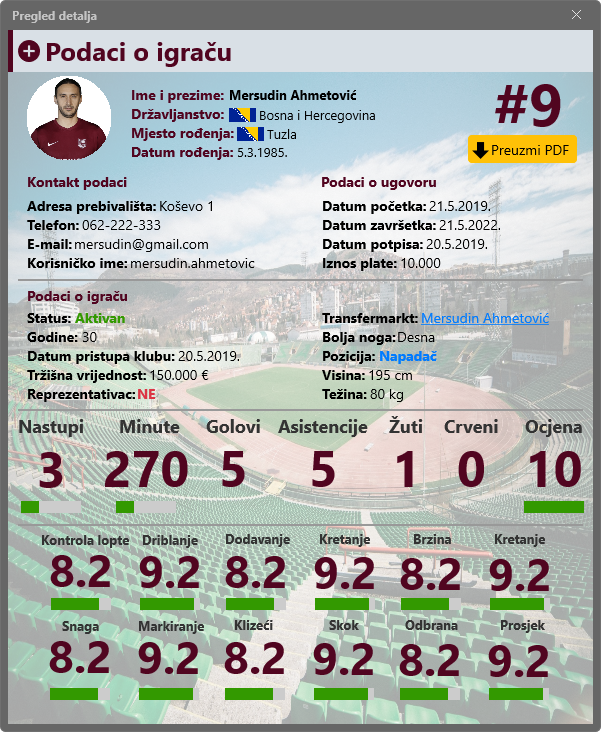 Pregled detalja
Podaci o igraču
Ime i prezime: Mersudin Ahmetović
Državljanstvo: Bosna i Hercegovina
Mjesto rođenja: Tuzla
Datum rođenja: 5.3.1985.
#9
Preuzmi PDF
Kontakt podaci
Adresa prebivališta: Koševo 1
Telefon: 062-222-333
E-mail: mersudin@gmail.com
Korisničko ime: mersudin.ahmetovic
Podaci o ugovoru
Datum početka: 21.5.2019.
Datum završetka: 21.5.2022.
Datum potpisa: 20.5.2019.
Iznos plate: 10.000
Podaci o igraču
Status: Aktivan
Godine: 30
Datum pristupa klubu: 20.5.2019.
Tržišna vrijednost: 150.000 €
Reprezentativac: NE
Transfermarkt: Mersudin Ahmetović
Bolja noga: Desna
Pozicija: Napadač
Visina: 195 cm
Težina: 80 kg
Nastupi Minute Golovi Asistencije Žuti Crveni Ocjena
3 270 5 5 1 0 10
Kontrola lopte Driblanje Dodavanje Kretanje Brzina Kretanje
8.2 9.2 8.2 9.2 8.2 9.2
Snaga Markiranje Klizeći Skok Odbrana Prosjek
8.2 9.2 8.2 9.2 8.2 9.2